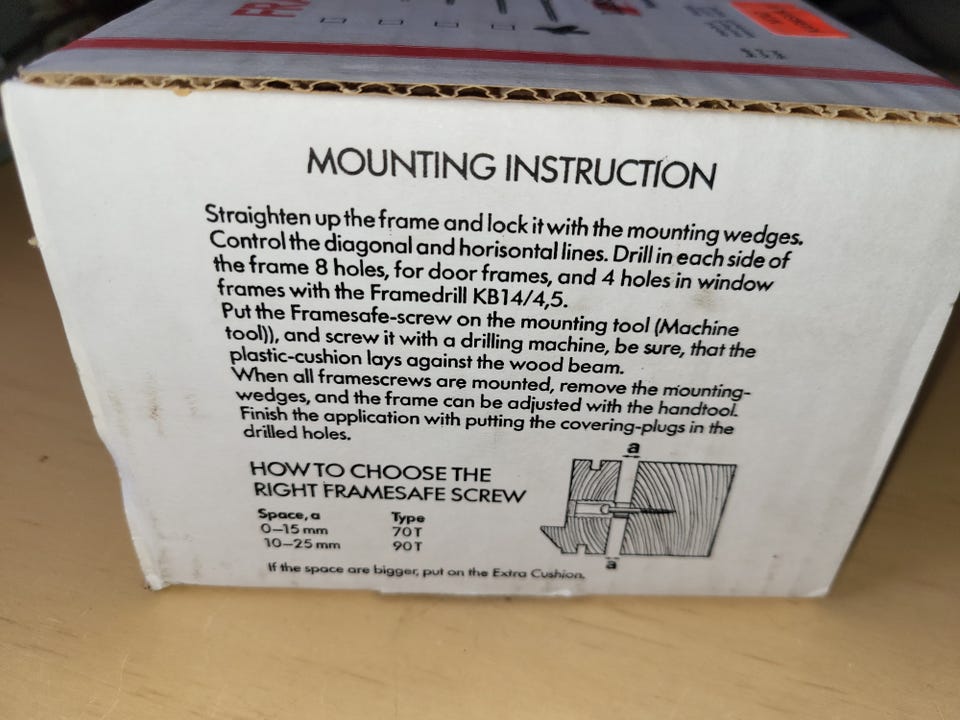 FRA
MOUNTING INSTRUCTION
Straighten up the frame and lock it with the mounting wedges.
Control the diagonal and horisontal lines. Drill in each side of
the frame 8 holes, for door frames, and 4 holes in window
frames with the Framedrill KB14/4,5.
Put the Framesafe-screw on the mounting tool (Machine
tool)), and screw it with a drilling machine, be sure, that the
plastic-cushion lays against the wood beam.
When all framescrews are mounted, remove the mounting-
wedges, and the frame can be adjusted with the handtool.
Finish the application with putting the covering-plugs in the
drilled holes.
a
HOW TO CHOOSE THE
RIGHT FRAMESAFE SCREW
Space, a Type
0–15 mm 70T
10–25 mm 90T
a
If the space are bigger, put on the Extra Cushion.